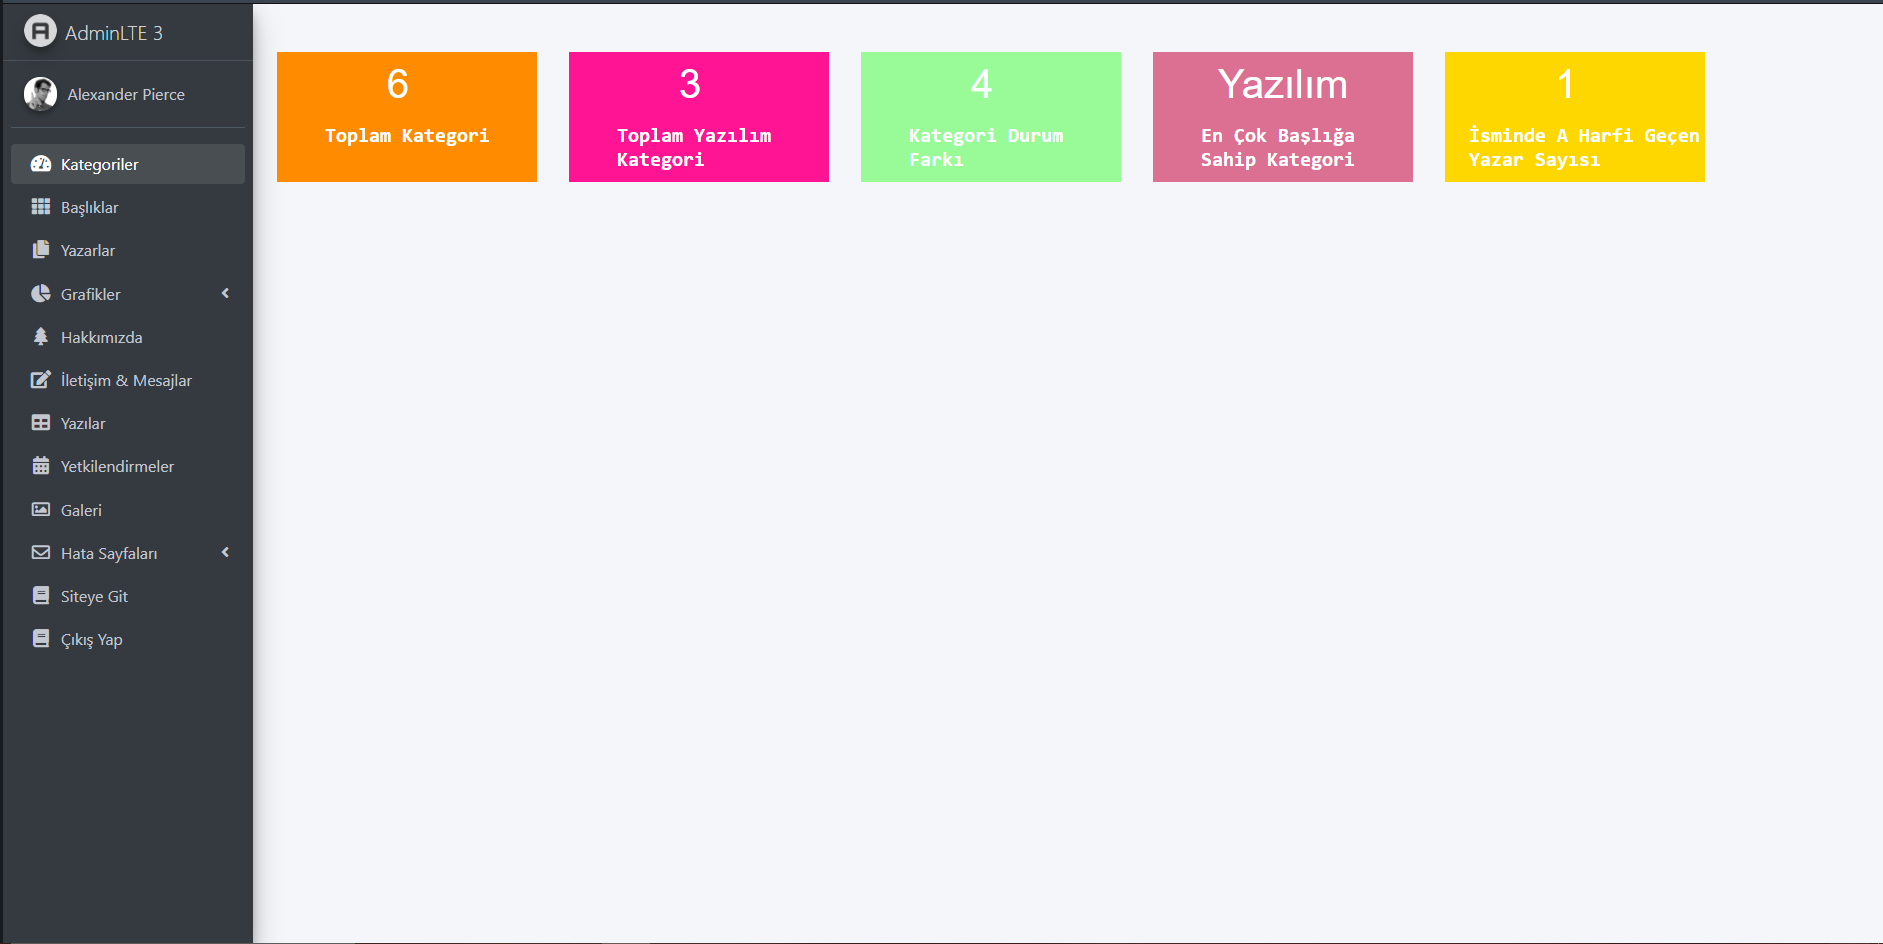 AdminLTE 3
Alexander Pierce
Kategoriler
Başlıklar
Yazarlar
Grafikler
Hakkımızda
İletişim & Mesajlar
Yazılar
Yetkilendirmeler
Galeri
Hata Sayfaları
Siteye Git
Çıkış Yap
6
Toplam Kategori
3
Toplam Yazılım
Kategori
4
Kategori Durum
Farkı
Yazılım
En Çok Başlığa
Sahip Kategori
1
İsminde A Harfi Geçen
Yazar Sayısı